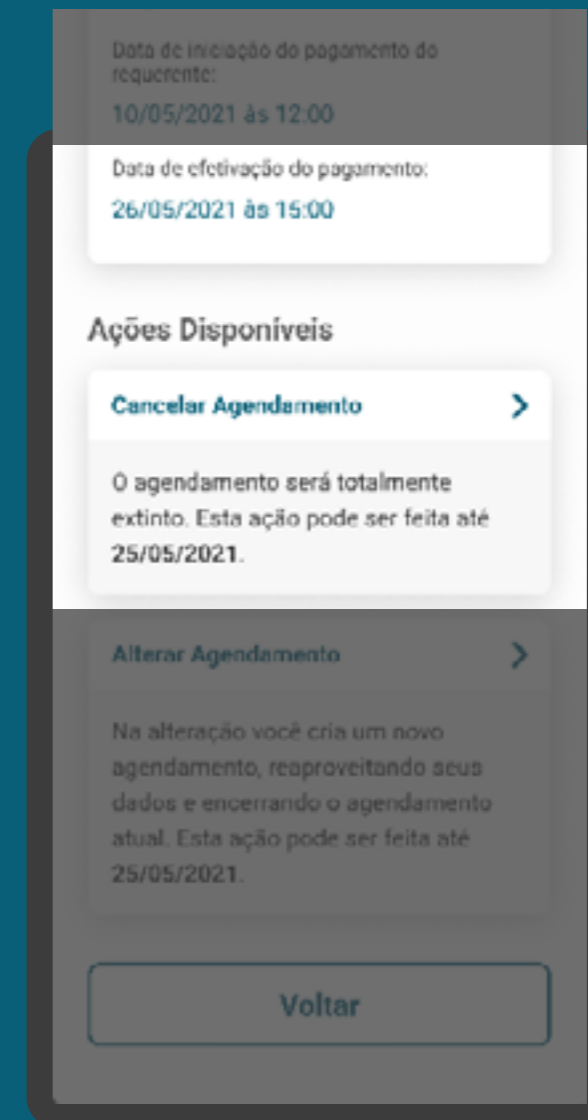 Data de iniciação do pagamento do
requerente:
10/05/2021 às 12:00
Data de efetivação do pagamento:
26/05/2021 às 15:00
Ações Disponíveis
Cancelar Agendamento
O agendamento será totalmente
extinto. Esta ação pode ser feita até
25/05/2021.
Alterar Agendamento
Na alteração você cria um novo
agendamento, reaproveitando seus
dados e encerrando o agendamento
atual. Esta ação pode ser feita até
25/05/2021.
Voltar